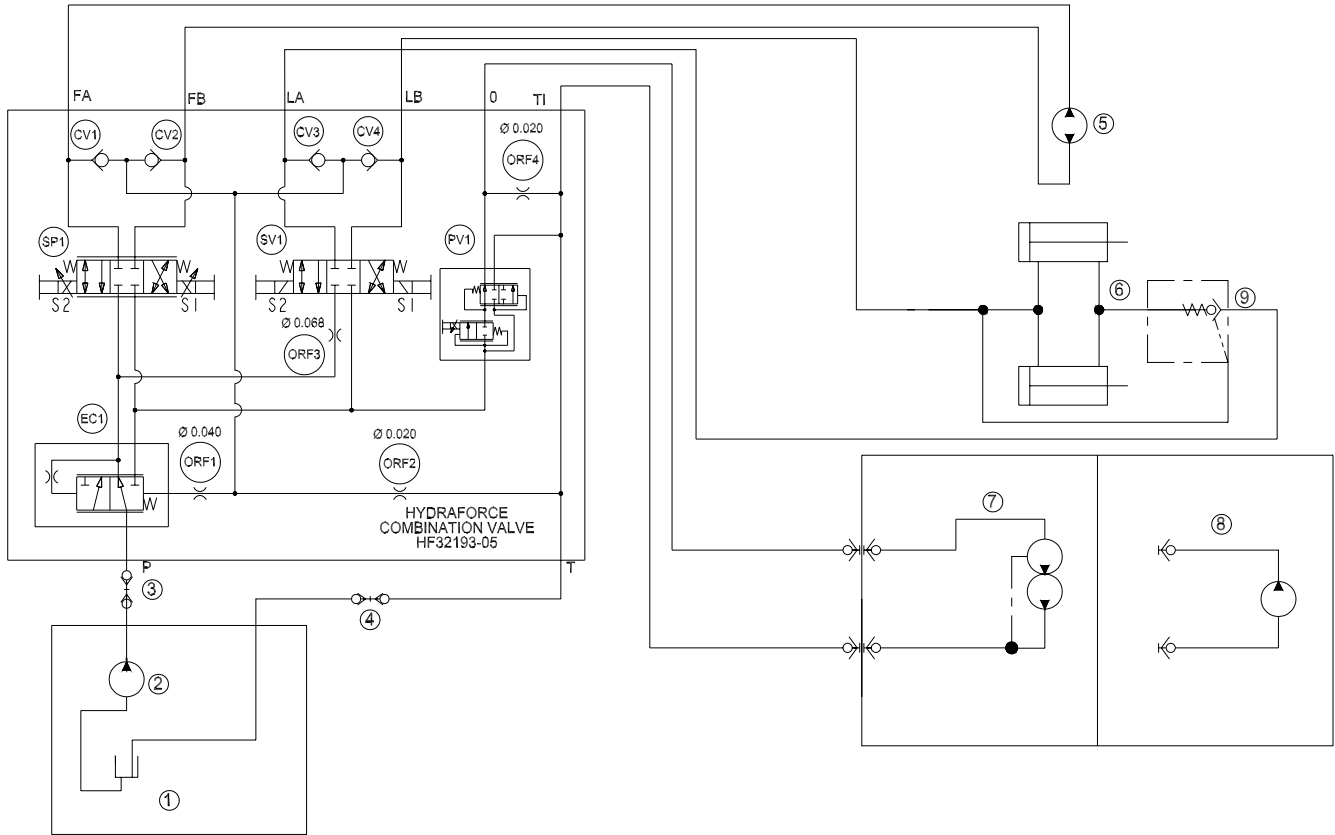 FA
FB
LA
LB
0
TI
CV1
CV2
CV3
CV4
Ø 0.020
ORF4
5
SP1
SV1
PV1
S2
S1
S2
S1
6
9
Ø 0.068
ORF3
EC1
Ø 0.040
ORF1
Ø 0.020
ORF2
HYDRAFORCE
COMBINATION VALVE
HF32193-05
7
8
P
T
3
4
2
1